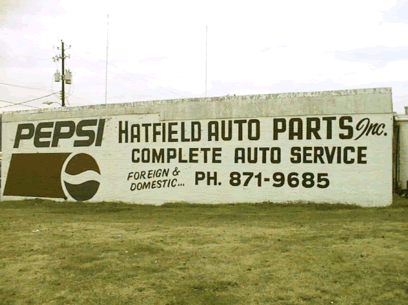 PEPSI HATFIELD AUTO PARTS Inc.
COMPLETE AUTO SERVICE
FOREIGN &
DOMESTIC... PH. 871-9685